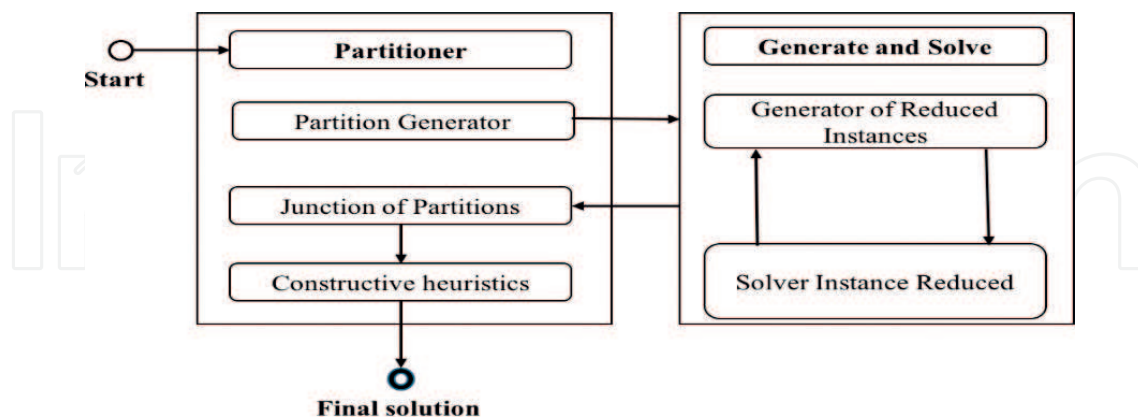 Start
Partitioner
Partition Generator
Junction of Partitions
Constructive heuristics
Final solution
Generate and Solve
Generator of Reduced
Instances
Solver Instance Reduced